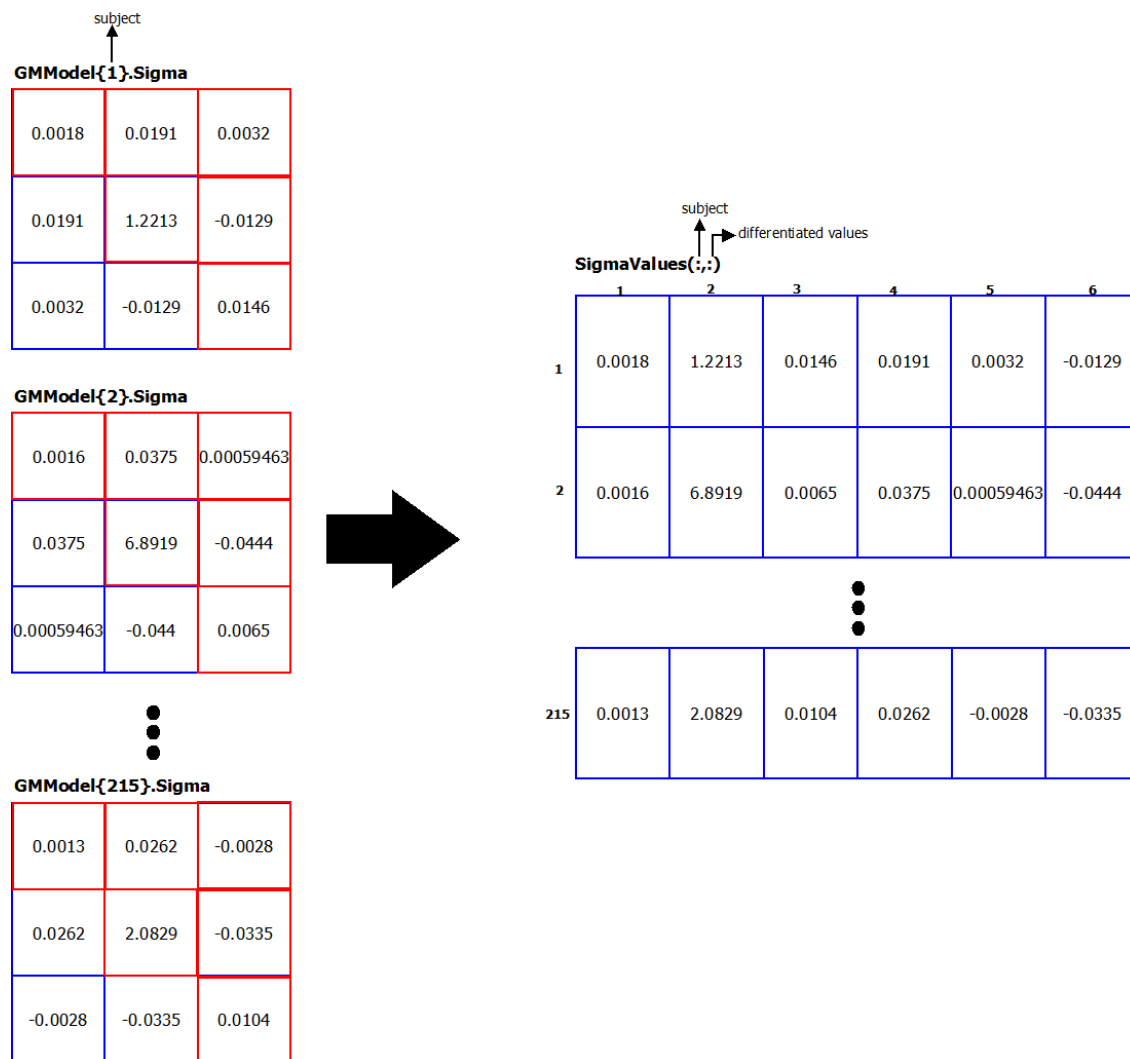 subject
GMModel{1}.Sigma
0.0018 0.0191 0.0032
0.0191 1.2213 -0.0129
0.0032 -0.0129 0.0146
GMModel{2}.Sigma
0.0016 0.0375 0.00059463
0.0375 6.8919 -0.0444
0.00059463 -0.044 0.0065
GMModel{215}.Sigma
0.0013 0.0262 -0.0028
0.0262 2.0829 -0.0335
-0.0028 -0.0335 0.0104
subject
differentiated values
SigmaValues(:,:)
1 2 3 4 5 6
1 0.0018 1.2213 0.0146 0.0191 0.0032 -0.0129
2 0.0016 6.8919 0.0065 0.0375 0.00059463 -0.0444
215 0.0013 2.0829 0.0104 0.0262 -0.0028 -0.0335